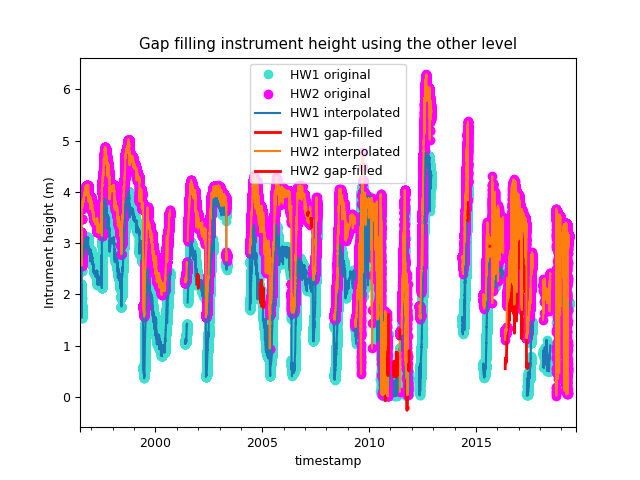 Gap filling instrument height using the other level
HW1 original
HW2 original
HW1 interpolated
HW1 gap-filled
HW2 interpolated
HW2 gap-filled
Intrument height (m)
6
5
4
3
2
1
0
2000 2005 2010 2015
timestamp